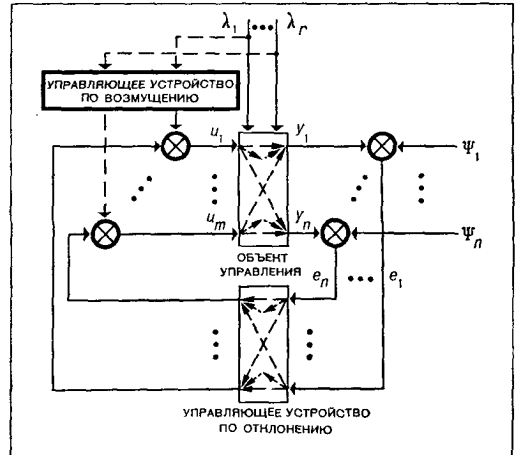 λ₁ ••• λᵣ
УПРАВЛЯЮЩЕЕ УСТРОЙСТВО
ПО ВОЗМУЩЕНИЮ
u₁ y₁ Ψ₁
uₘ yₙ Ψₙ
ОБЪЕКТ
УПРАВЛЕНИЯ
eₙ ••• e₁
УПРАВЛЯЮЩЕЕ УСТРОЙСТВО
ПО ОТКЛОНЕНИЮ